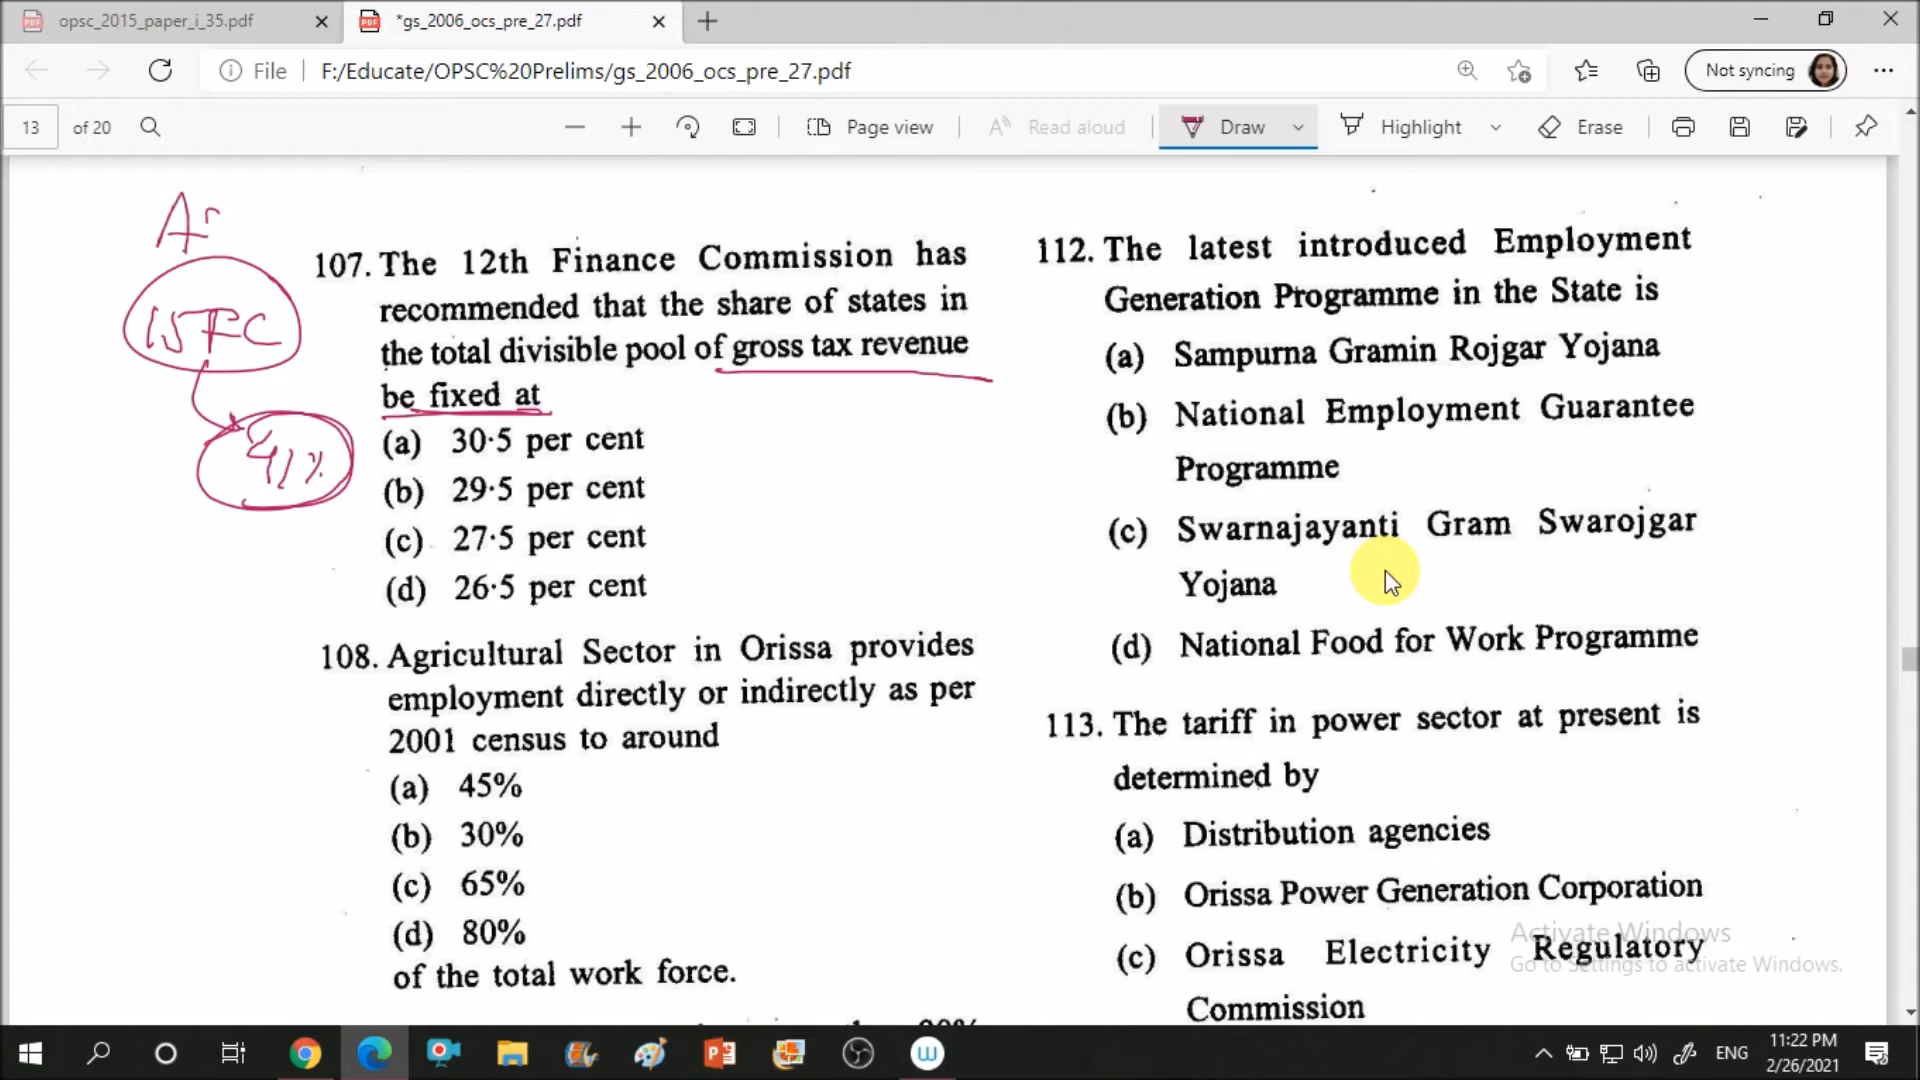 opsc_2015_paper_i_35.pdf
*gs_2006_ocs_pre_27.pdf
File
F:/Educate/OPSC%20Prelims/gs_2006_ocs_pre_27.pdf
Not syncing
13 of 20
Page view
Read aloud
Draw
Highlight
Erase
15 FC
41%
107. The 12th Finance Commission has
recommended that the share of states in
the total divisible pool of gross tax revenue
be fixed at
(a) 30·5 per cent
(b) 29·5 per cent
(c) 27·5 per cent
(d) 26·5 per cent
108. Agricultural Sector in Orissa provides
employment directly or indirectly as per
2001 census to around
(a) 45%
(b) 30%
(c) 65%
(d) 80%
of the total work force.
112. The latest introduced Employment
Generation Programme in the State is
(a) Sampurna Gramin Rojgar Yojana
(b) National Employment Guarantee
Programme
(c) Swarnajayanti Gram Swarojgar
Yojana
(d) National Food for Work Programme
113. The tariff in power sector at present is
determined by
(a) Distribution agencies
(b) Orissa Power Generation Corporation
(c) Orissa Electricity Regulatory
Commission
Activate Windows
Go to Settings to activate Windows.
ENG
11:22 PM
2/26/2021